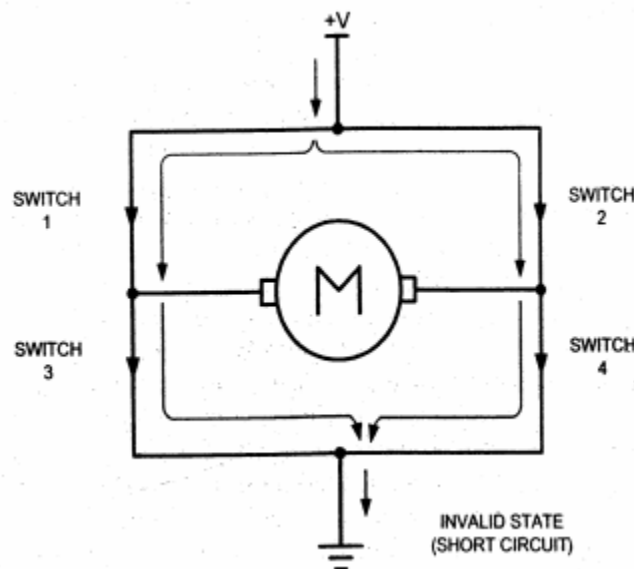 +V
SWITCH
1
SWITCH
2
M
SWITCH
3
SWITCH
4
INVALID STATE
(SHORT CIRCUIT)